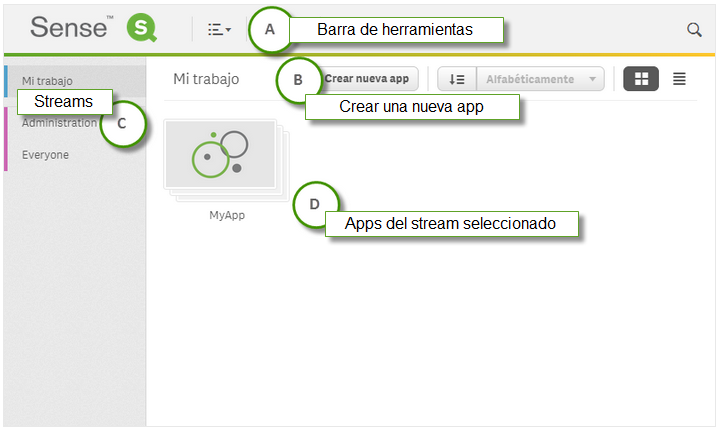 Sense™
A
Barra de herramientas
Mi trabajo
Streams
Administration
C
Everyone
Mi trabajo
B
Crear nueva app
Alfabéticamente
Crear una nueva app
MyApp
D
Apps del stream seleccionado